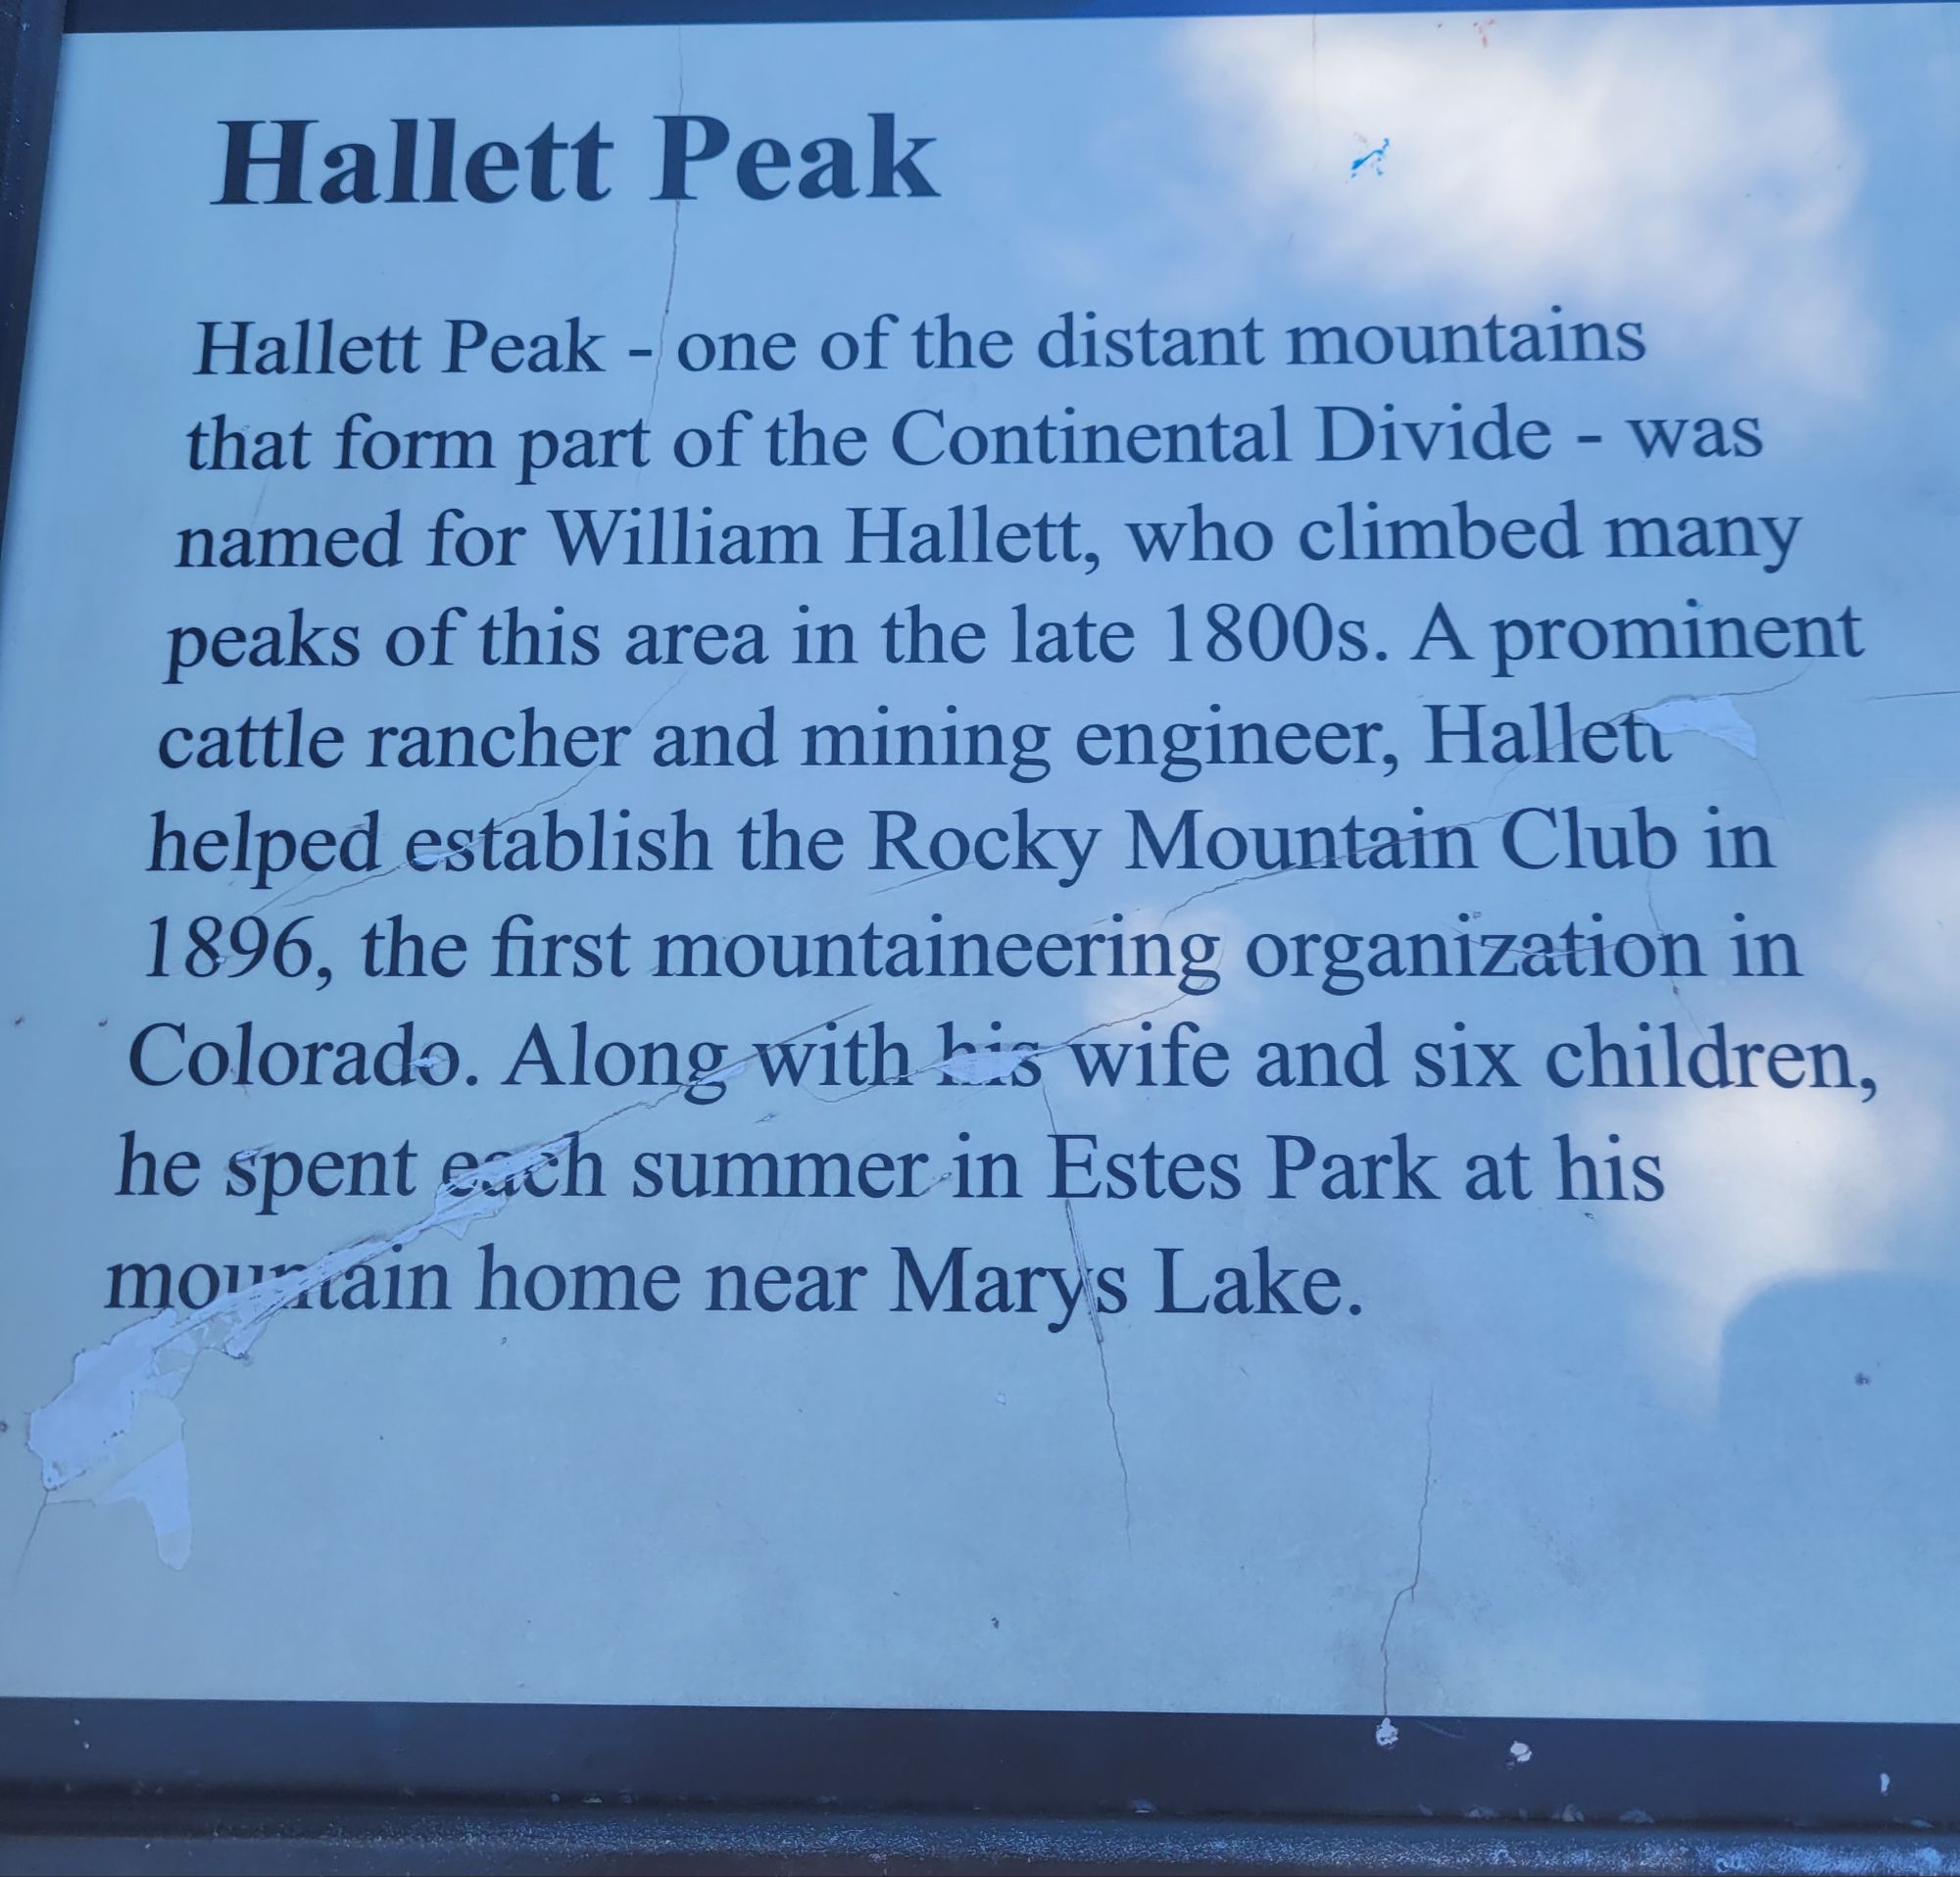 Hallett Peak
Hallett Peak - one of the distant mountains
that form part of the Continental Divide - was
named for William Hallett, who climbed many
peaks of this area in the late 1800s. A prominent
cattle rancher and mining engineer, Hallett
helped establish the Rocky Mountain Club in
1896, the first mountaineering organization in
Colorado. Along with his wife and six children,
he spent each summer in Estes Park at his
mountain home near Marys Lake.